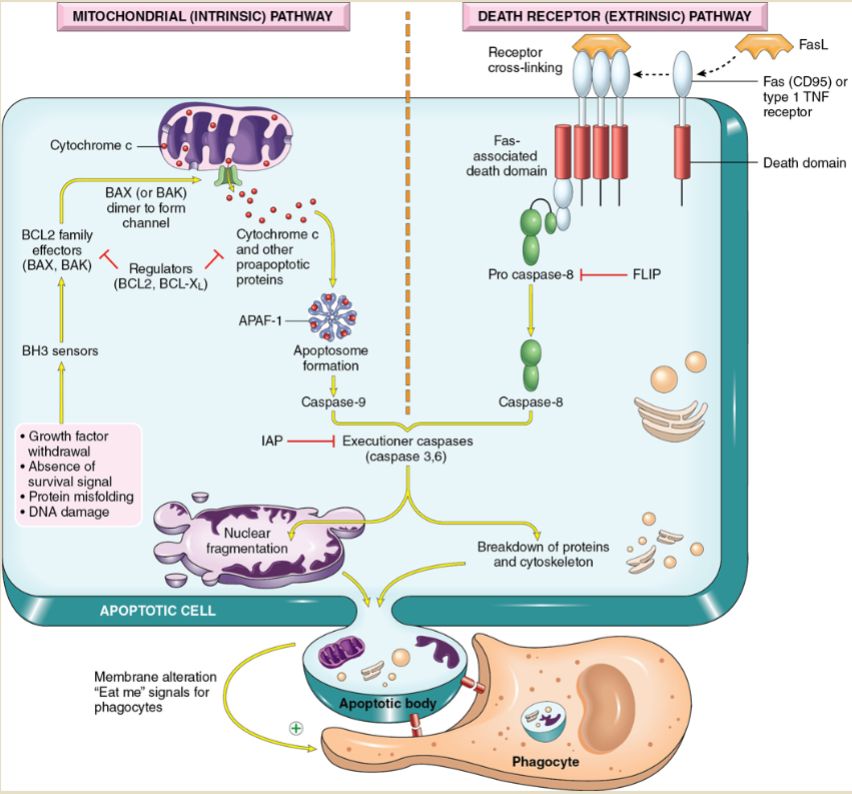 MITOCHONDRIAL (INTRINSIC) PATHWAY
DEATH RECEPTOR (EXTRINSIC) PATHWAY
Receptor
cross-linking
FasL
Fas (CD95) or
type 1 TNF
receptor
Cytochrome c
Fas-
associated
death domain
Death domain
BAX (or BAK)
dimer to form
channel
BCL2 family
effectors
(BAX, BAK)
Regulators
(BCL2, BCL-XL)
Cytochrome c
and other
proapoptotic
proteins
Pro caspase-8
FLIP
APAF-1
BH3 sensors
Apoptosome
formation
Caspase-9
Caspase-8
• Growth factor
withdrawal
• Absence of
survival signal
• Protein misfolding
• DNA damage
IAP
Executioner caspases
(caspase 3,6)
Nuclear
fragmentation
Breakdown of proteins
and cytoskeleton
APOPTOTIC CELL
Membrane alteration
“Eat me” signals for
phagocytes
Apoptotic body
+
Phagocyte